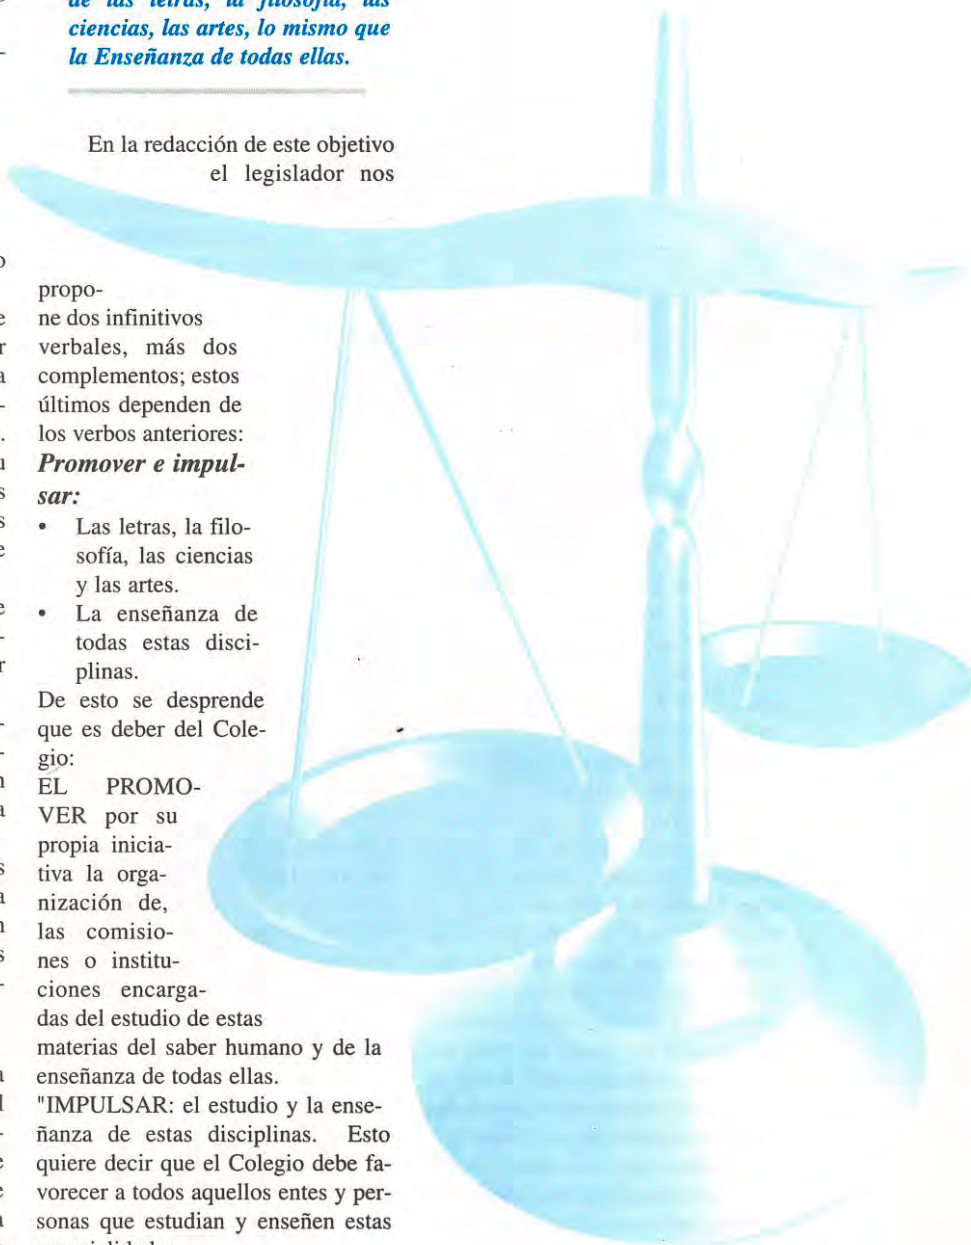 de las letras, la filosofía, las
ciencias, las artes, lo mismo que
la Enseñanza de todas ellas.
En la redacción de este objetivo
el legislador nos
propo-
ne dos infinitivos
verbales, más dos
complementos; estos
últimos dependen de
los verbos anteriores:
Promover e impul-
sar:
• Las letras, la filo-
sofía, las ciencias
y las artes.
• La enseñanza de
todas estas disci-
plinas.
De esto se desprende
que es deber del Cole-
gio:
EL PROMO-
VER por su
propia inicia-
tiva la orga-
nización de,
las comisio-
nes o institu-
ciones encarga-
das del estudio de estas
materias del saber humano y de la
enseñanza de todas ellas.
"IMPULSAR: el estudio y la ense-
ñanza de estas disciplinas. Esto
quiere decir que el Colegio debe fa-
vorecer a todos aquellos entes y per-
sonas que estudian y enseñen estas